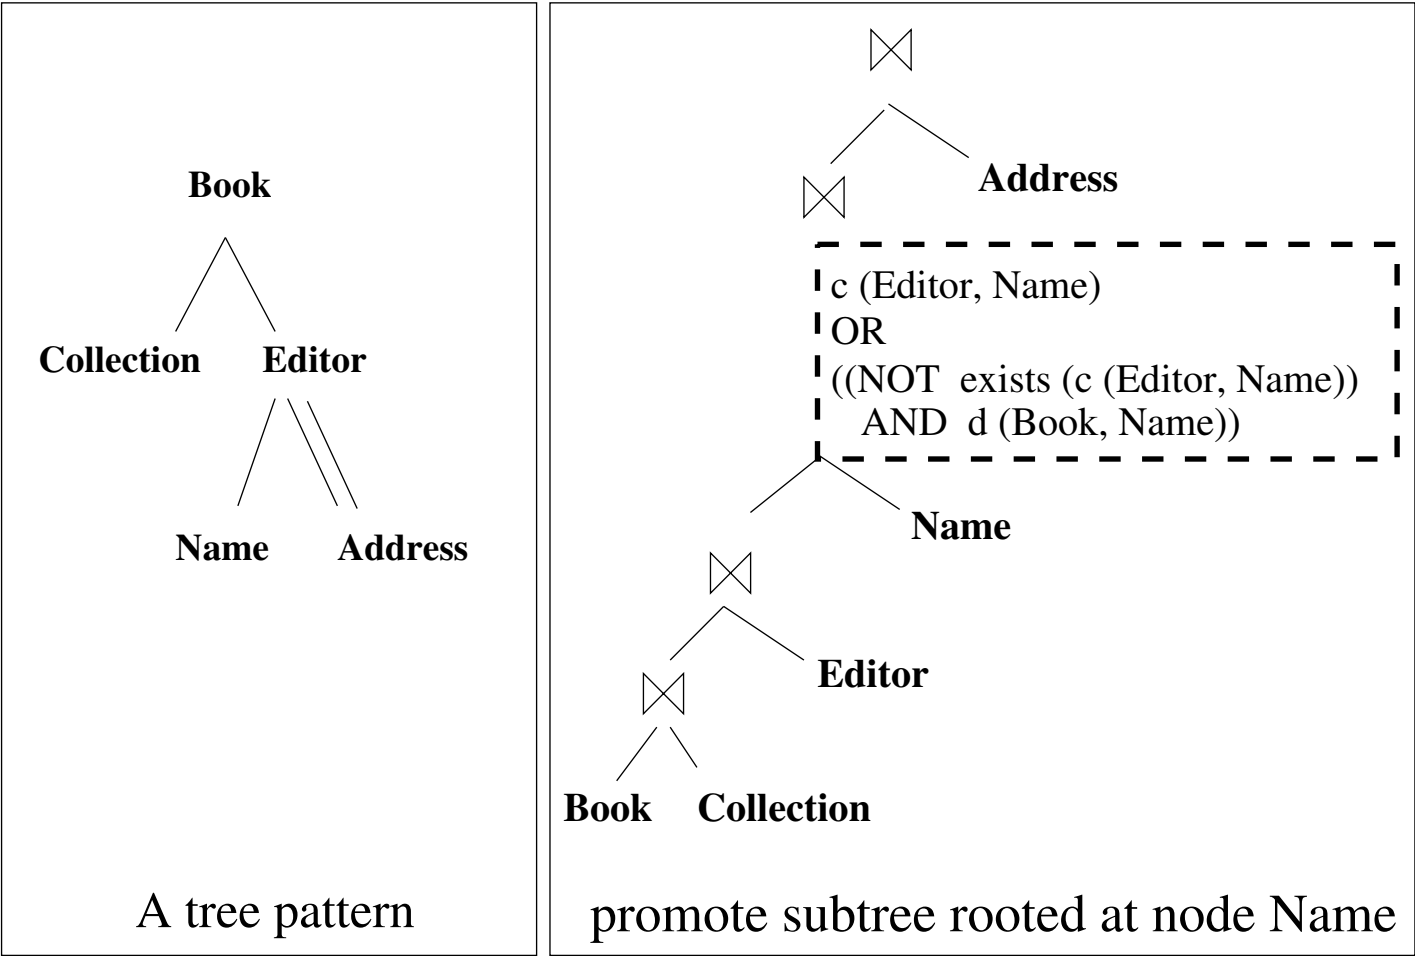 Book
Collection Editor
Name Address
A tree pattern
Address
c (Editor, Name)
OR
((NOT exists (c (Editor, Name))
AND d (Book, Name))
Name
Editor
Book Collection
promote subtree rooted at node Name